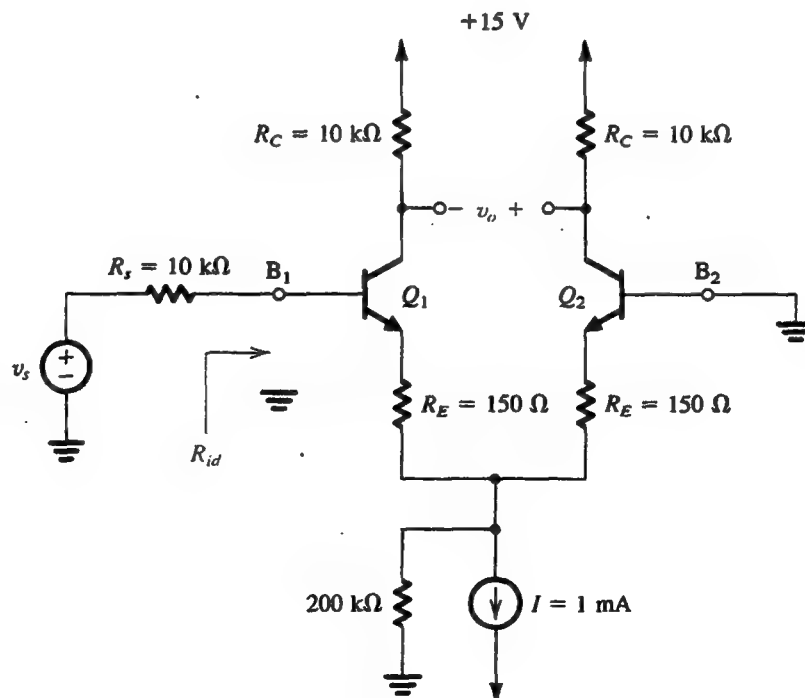 +15 V
R_C = 10 kΩ
R_C = 10 kΩ
− v_o +
R_s = 10 kΩ
B_1
B_2
Q_1
Q_2
v_s
+
−
R_E = 150 Ω
R_E = 150 Ω
R_id
200 kΩ
I = 1 mA